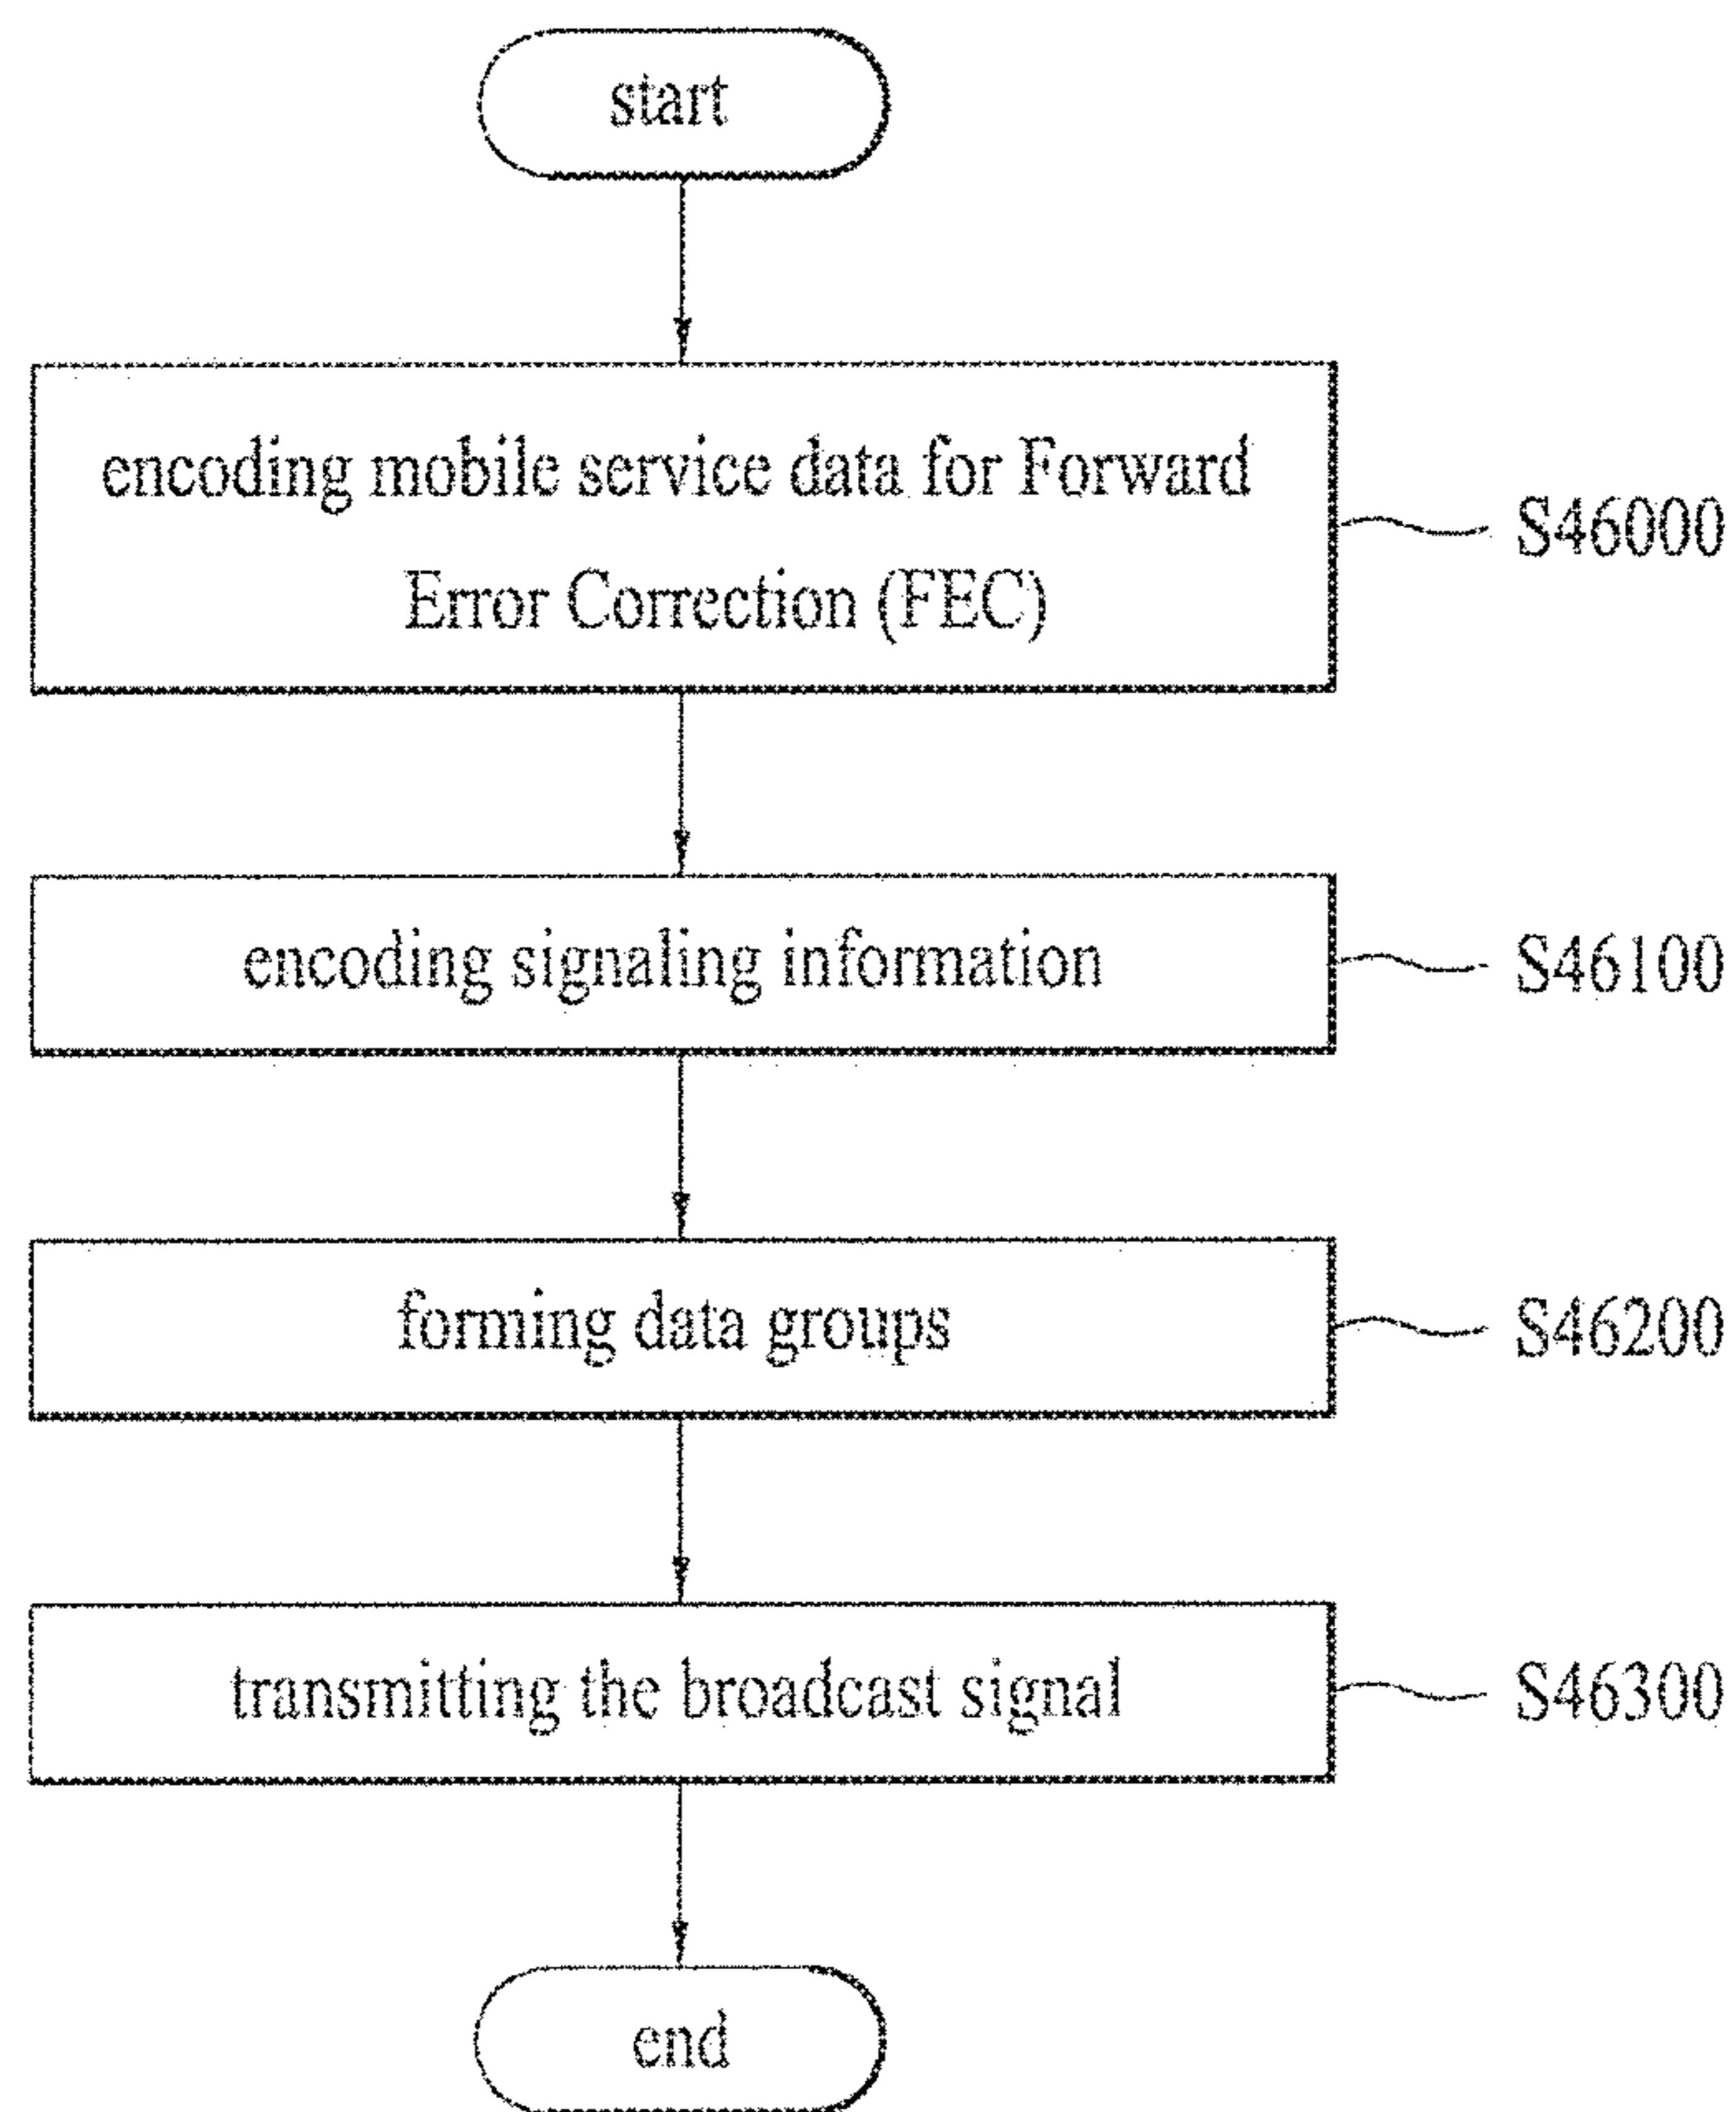 start
encoding mobile service data for Forward
Error Correction (FEC)
S46000
encoding signaling information
S46100
forming data groups
S46200
transmitting the broadcast signal
S46300
end